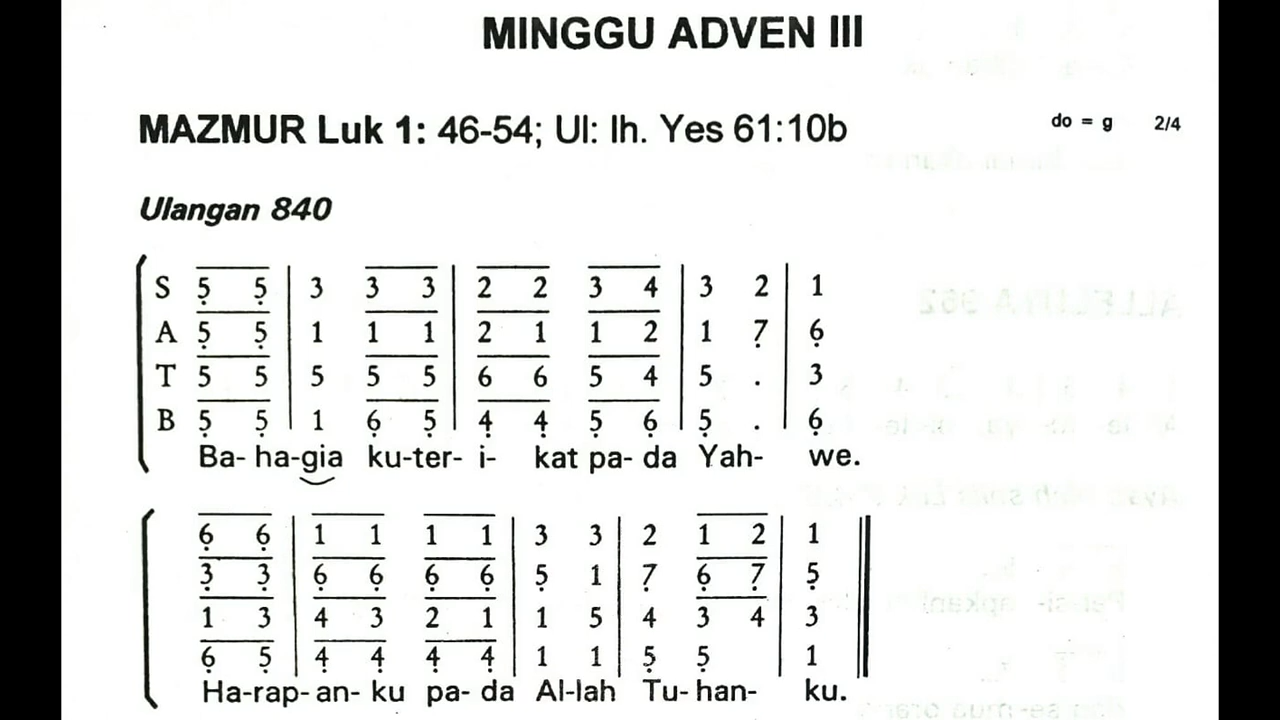 MINGGU ADVEN III
MAZMUR Luk 1: 46-54; Ul: lh. Yes 61:10b do = g 2/4
Ulangan 840
S 5̣ 5̣ | 3 3 3 | 2 2 3 4 | 3 2 | 1
A 5̣ 5̣ | 1 1 1 | 2 1 1 2 | 1 7̣ | 6̣
T 5 5 | 5 5 5 | 6 6 5 4 | 5 . | 3
B 5̣ 5̣ | 1 6̣ 5̣ | 4̣ 4̣ 5̣ 6̣ | 5̣ . | 6̣
Ba- ha-gia ku-ter- i- kat pa- da Yah- we.
6̣ 6̣ | 1 1 1 1 | 3 3 | 2 1 2 | 1
3̣ 3̣ | 6̣ 6̣ 6̣ 6̣ | 5̣ 1 | 7̣ 6̣ 7̣ | 5̣
1 3 | 4 3 2 1 | 1 5 | 4 3 4 | 3
6̣ 5̣ | 4̣ 4̣ 4̣ 4̣ | 1 1 | 5̣ 5̣ | 1
Ha-rap- an- ku pa- da Al-lah Tu- han- ku.